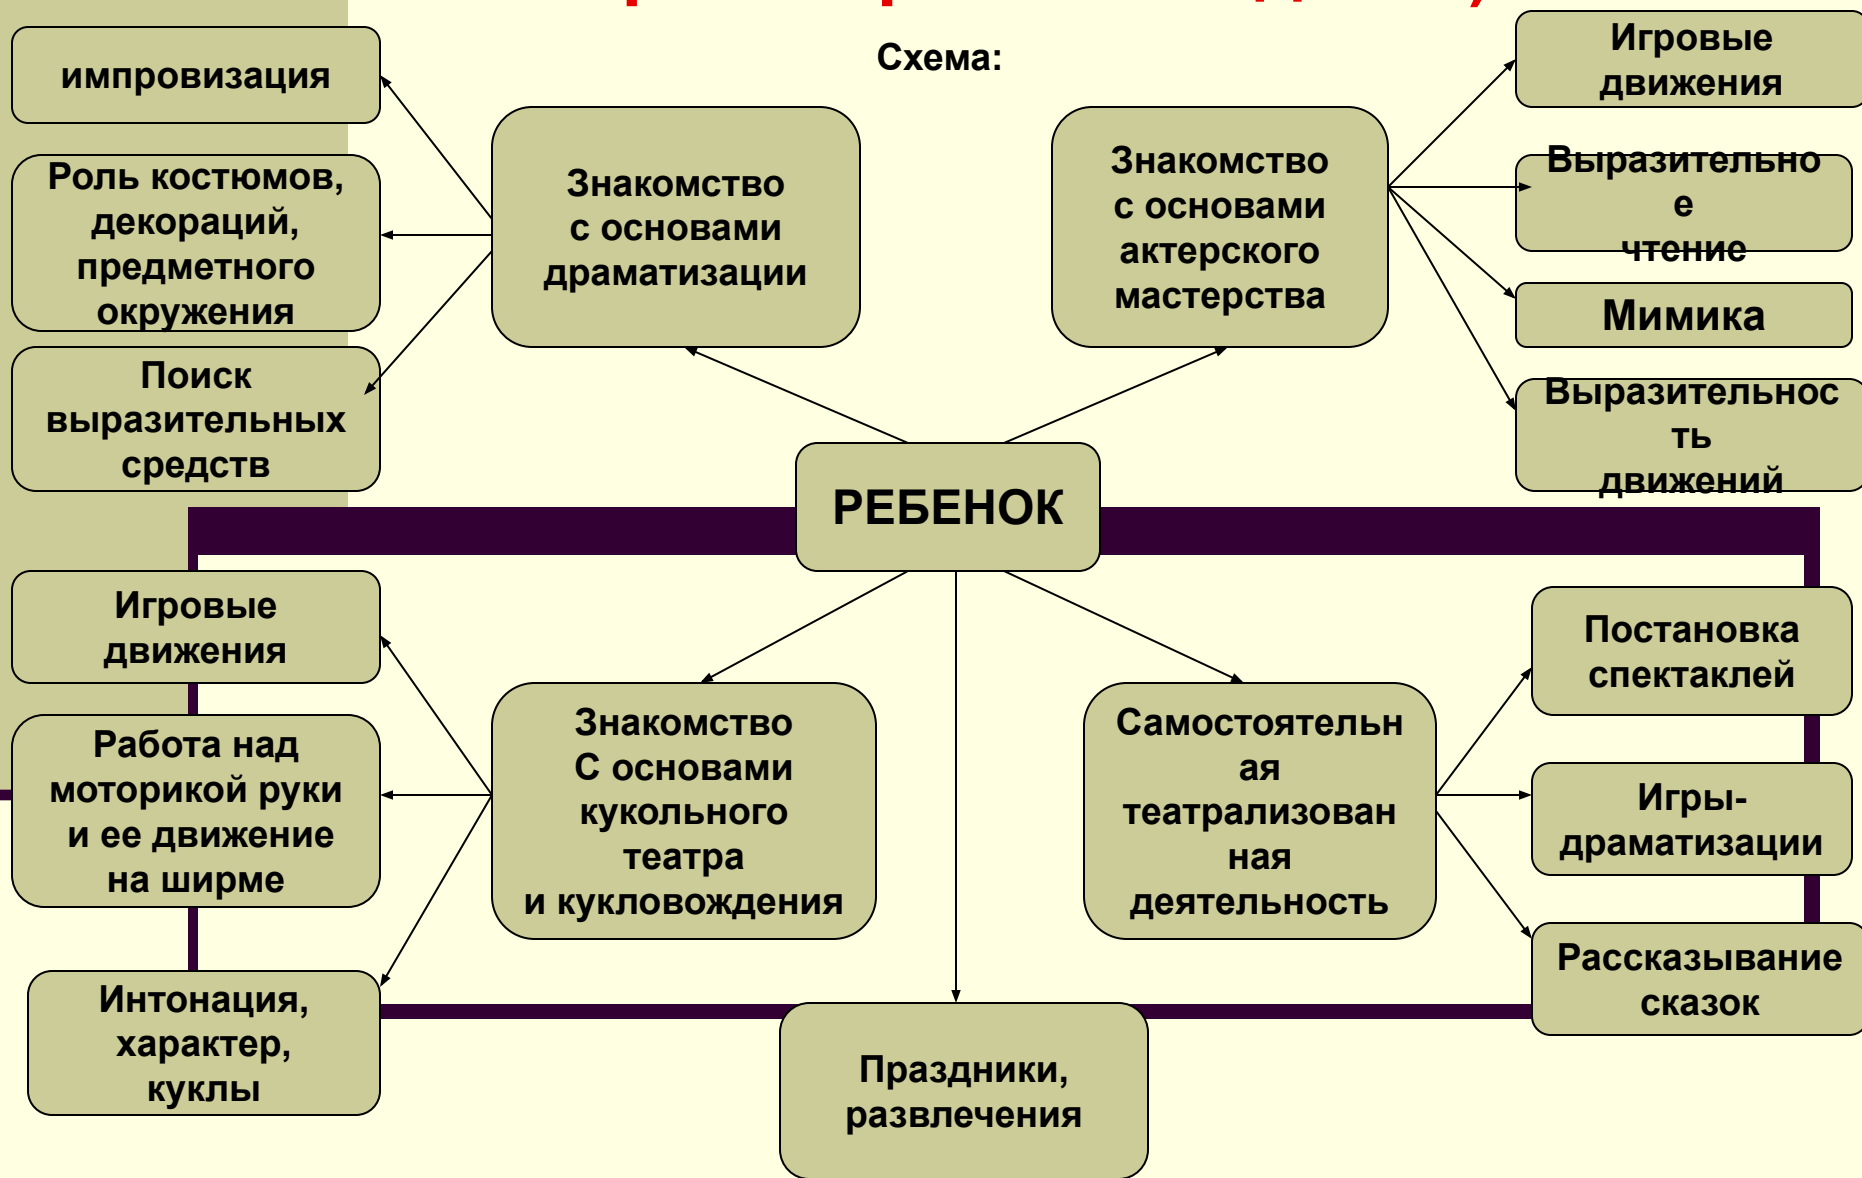 Схема:
импровизация
Роль костюмов,
декораций,
предметного
окружения
Поиск
выразительных
средств
Знакомство
с основами
драматизации
Знакомство
с основами
актерского
мастерства
Игровые
движения
Выразительно
е
чтение
Мимика
Выразительнос
ть
движений
РЕБЕНОК
Игровые
движения
Работа над
моторикой руки
и ее движение
на ширме
Интонация,
характер,
куклы
Знакомство
С основами
кукольного
театра
и кукловождения
Самостоятельн
ая
театрализован
ная
деятельность
Постановка
спектаклей
Игры-
драматизации
Рассказывание
сказок
Праздники,
развлечения